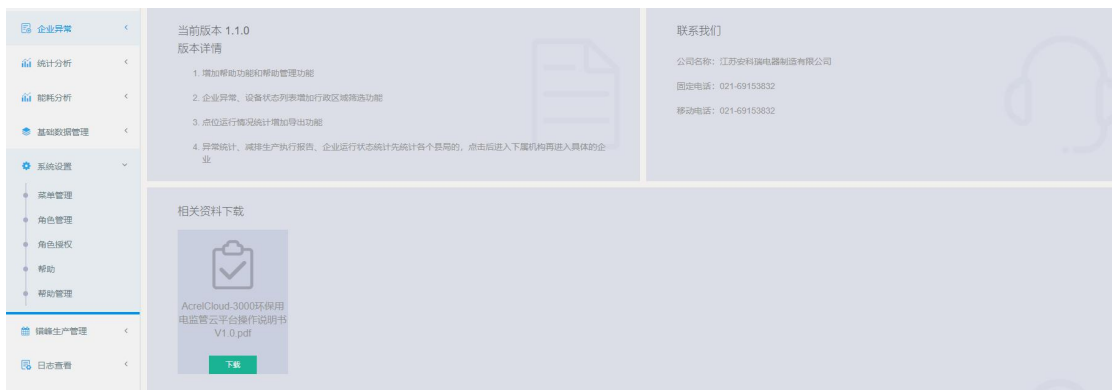 企业异常
统计分析
能耗分析
基础数据管理
系统设置
菜单管理
角色管理
角色授权
帮助
帮助管理
错峰生产管理
日志查看
当前版本 1.1.0
版本详情
1. 增加帮助功能和帮助管理功能
2. 企业异常、设备状态列表增加行政区域筛选功能
3. 点位运行情况统计增加导出功能
4. 异常统计、减排生产执行报告、企业运行状态统计先统计各个县局的，点击后进入下属机构再进入具体的企
业
联系我们
公司名称：江苏安科瑞电器制造有限公司
固定电话：021-69153832
移动电话：021-69153832
相关资料下载
AcrelCloud-3000环保用
电监管云平台操作说明书
V1.0.pdf
下载